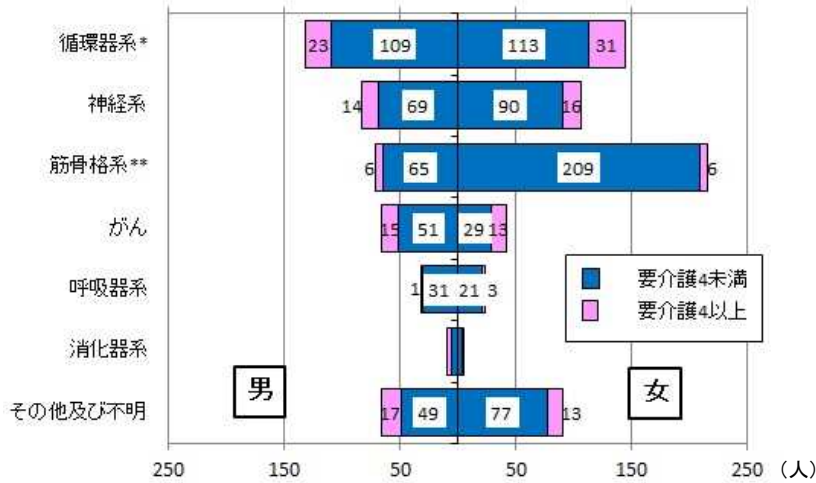 循環器系* 23 109 113 31
神経系 14 69 90 16
筋骨格系** 6 65 209 6
がん 15 51 29 13
呼吸器系 1 31 21 3
消化器系
その他及び不明 17 49 77 13
要介護4未満
要介護4以上
男 女
250 150 50 50 150 250 (人)